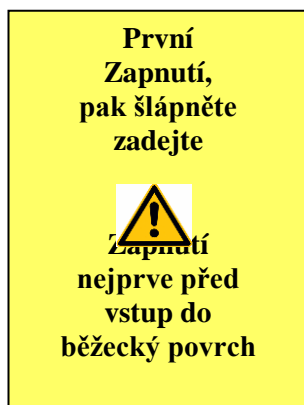 První
Zapnutí,
pak šlápněte
zadejte
Zapnutí
nejprve před
vstup do
běžecký povrch